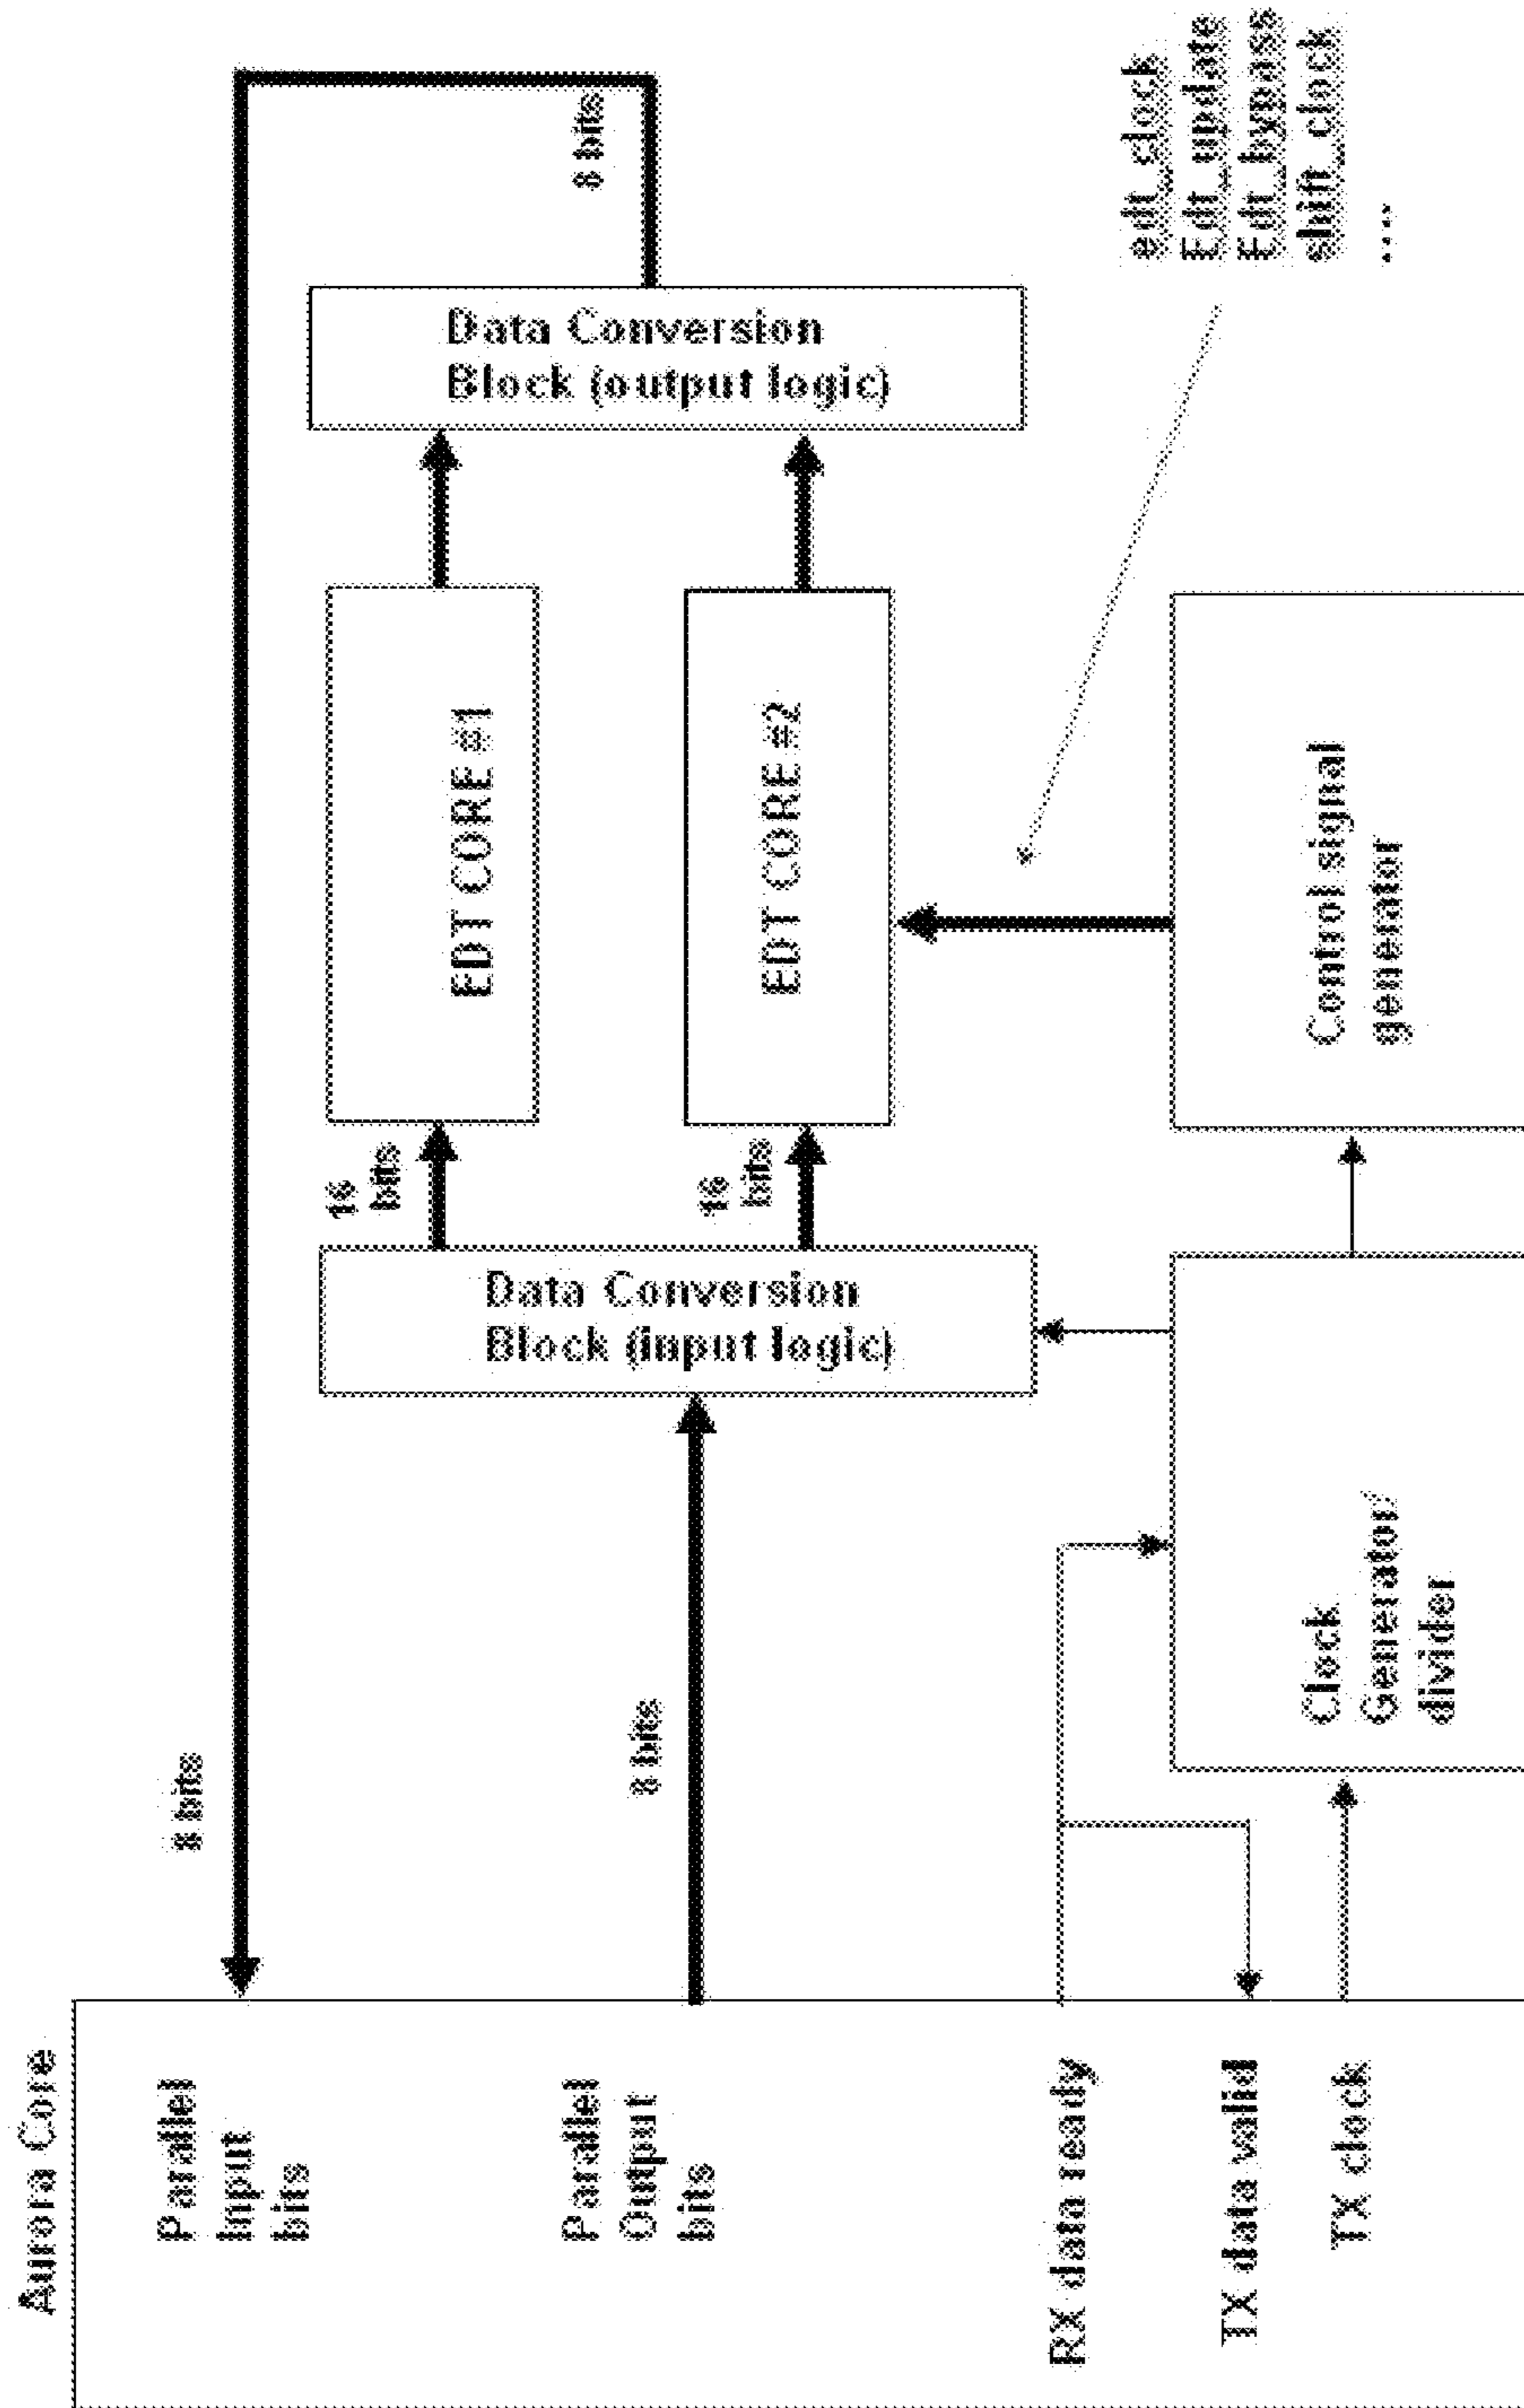 Aurora Core
Parallel
Input
bits
Parallel
Output
bits
RX data ready
TX data valid
TX clock
8 bits
8 bits
8 bits
Data Conversion
Block (input logic)
16
bits
16
bits
EDT CORE #1
EDT CORE #2
Data Conversion
Block (output logic)
Clock
Generator/
divider
Control signal
generator
edt_clock
Edt_update
Edt_bypass
shift_clock
....